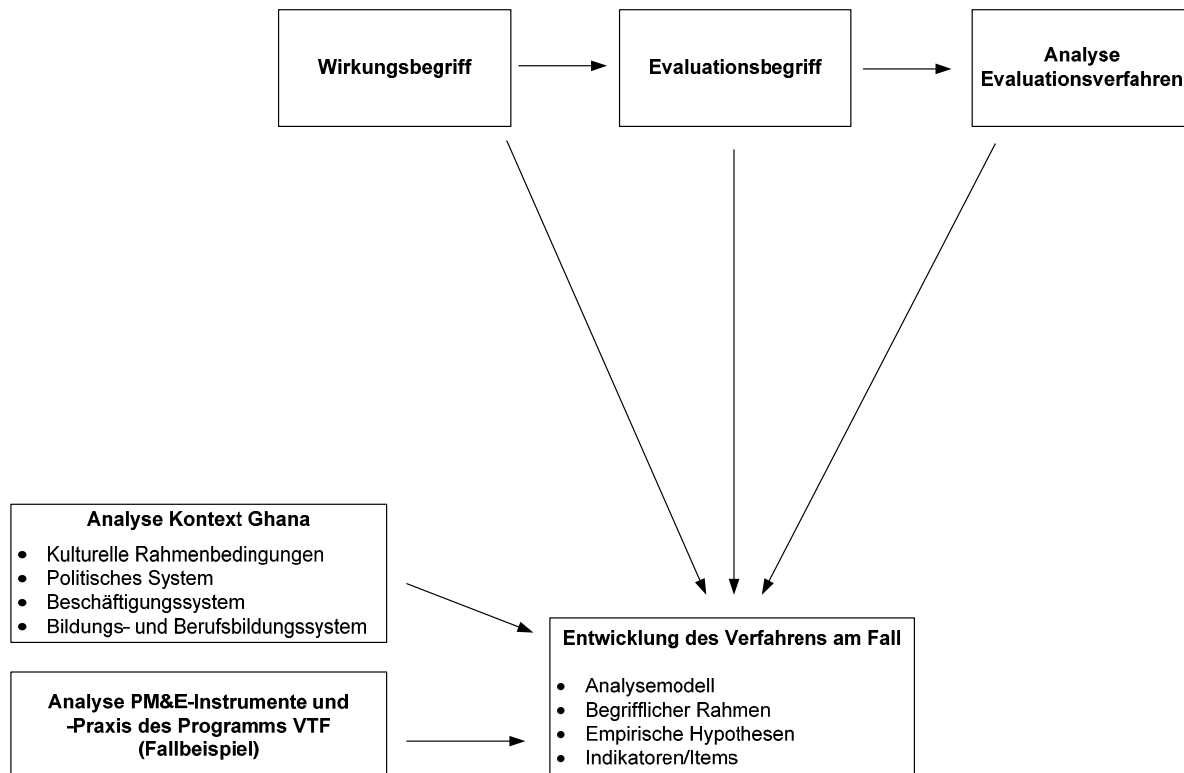 Wirkungsbegriff
Evaluationsbegriff
Analyse
Evaluationsverfahren
Analyse Kontext Ghana
• Kulturelle Rahmenbedingungen
• Politisches System
• Beschäftigungssystem
• Bildungs- und Berufsbildungssystem
Analyse PM&E-Instrumente und
-Praxis des Programms VTF
(Fallbeispiel)
Entwicklung des Verfahrens am Fall
• Analysemodell
• Begrifflicher Rahmen
• Empirische Hypothesen
• Indikatoren/Items